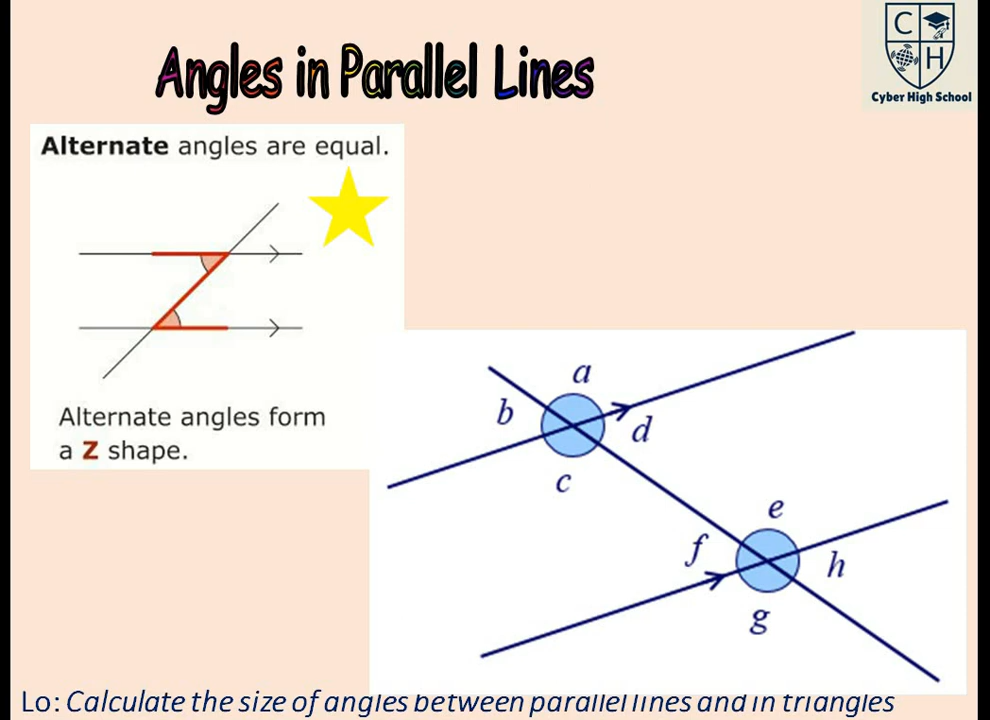 C
H
Cyber High School
Angles in Parallel Lines
Alternate angles are equal.
Alternate angles form
a Z shape.
a
b
d
c
e
f
h
g
Lo: Calculate the size of angles between parallel lines and in triangles